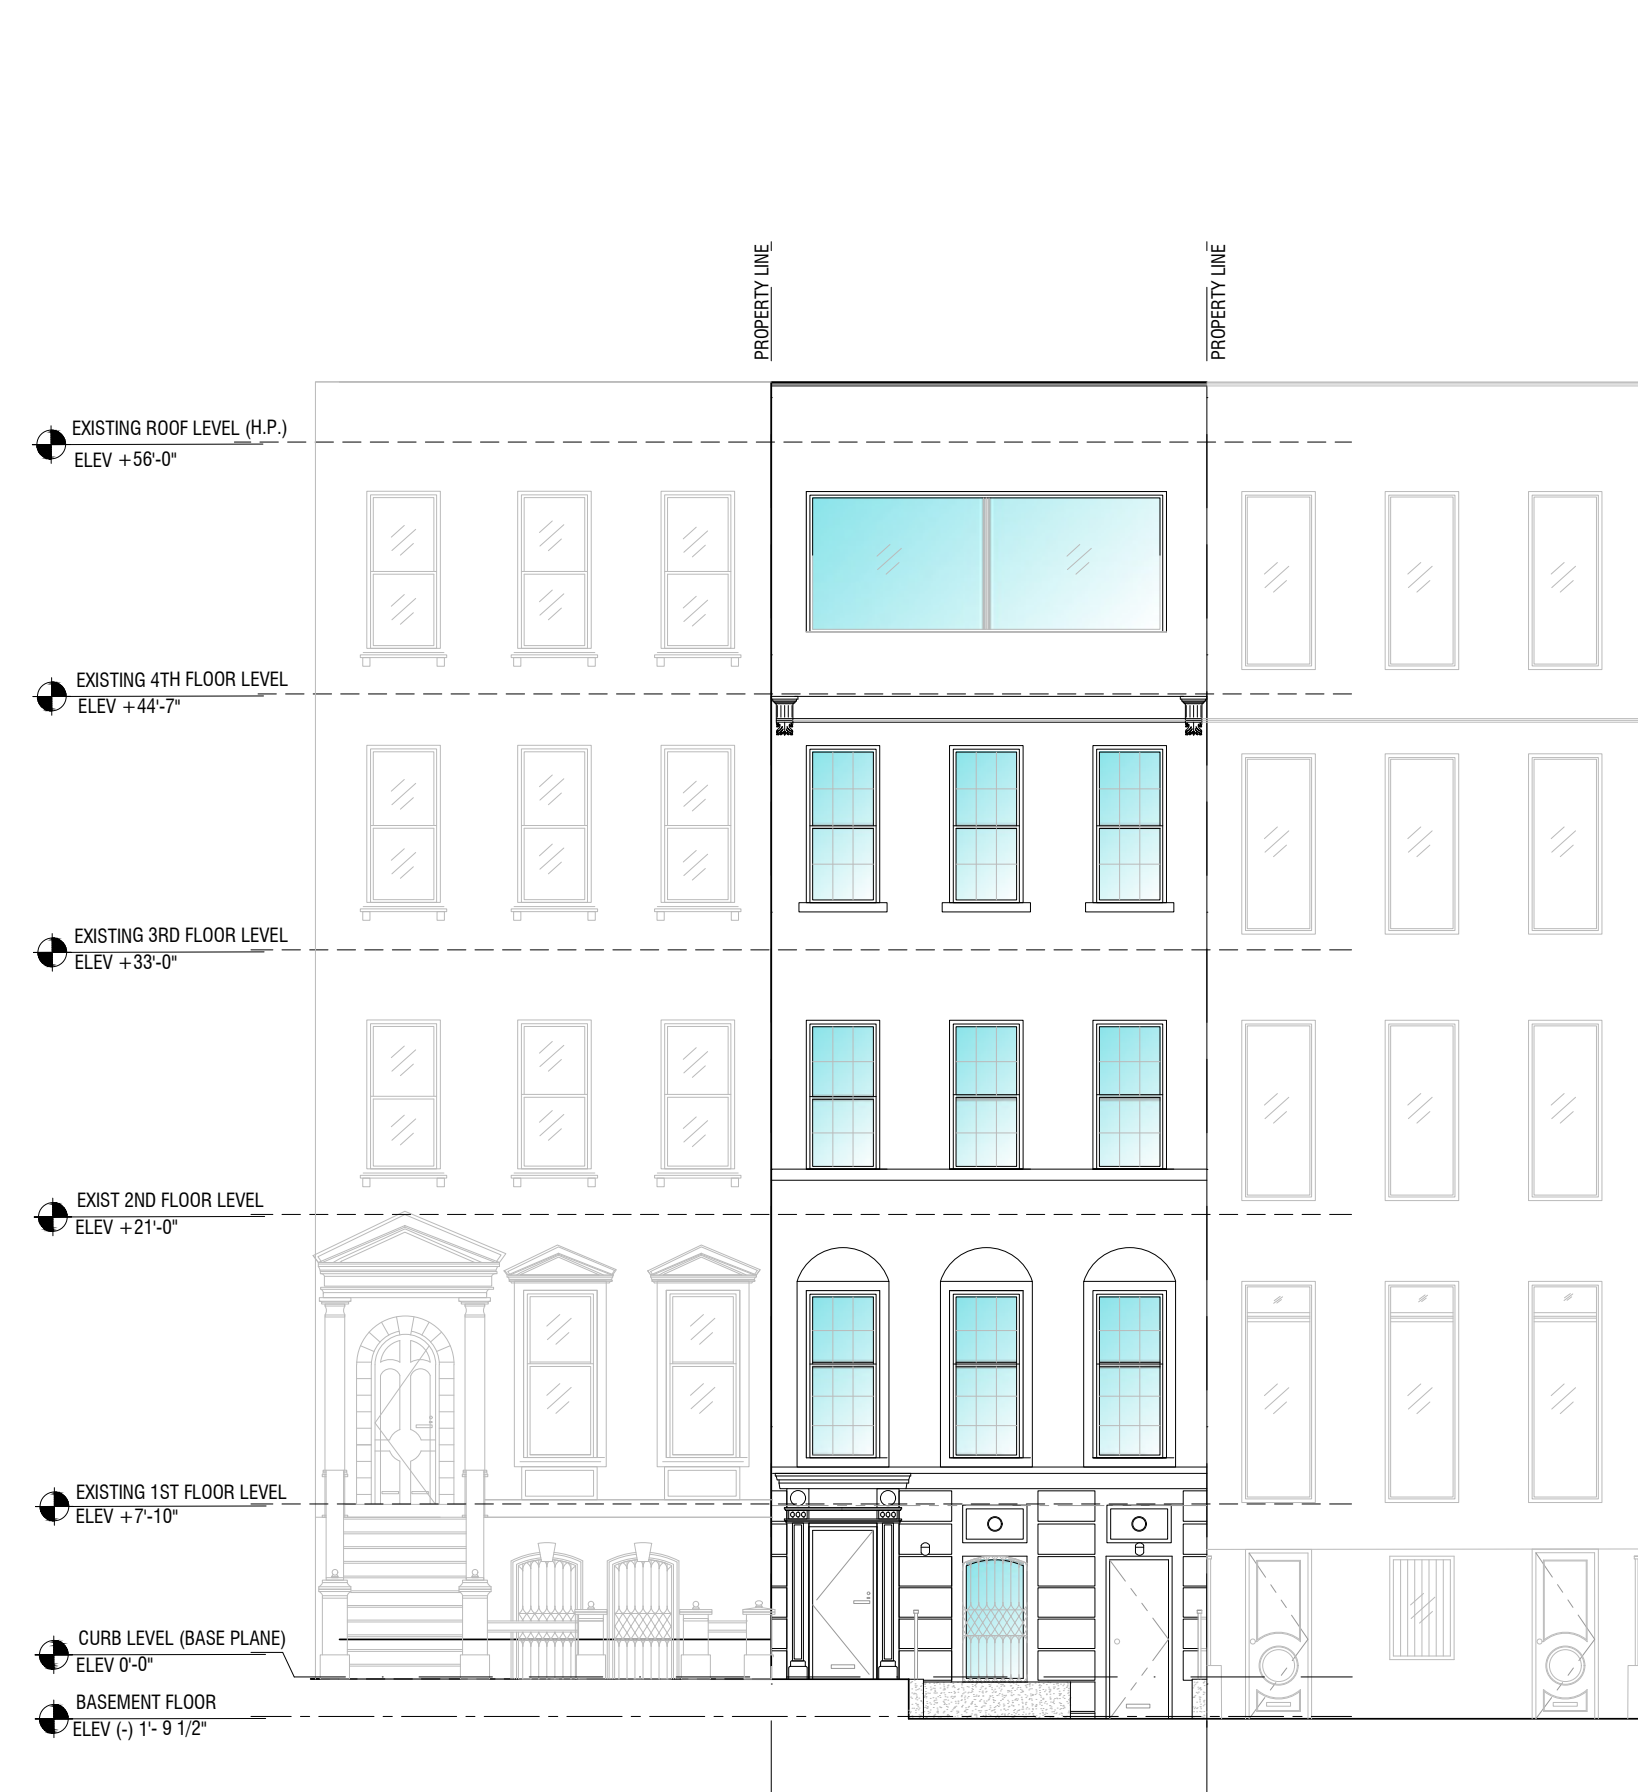 PROPERTY LINE
PROPERTY LINE
EXISTING ROOF LEVEL (H.P.)
ELEV +56'-0"
EXISTING 4TH FLOOR LEVEL
ELEV +44'-7"
EXISTING 3RD FLOOR LEVEL
ELEV +33'-0"
EXIST 2ND FLOOR LEVEL
ELEV +21'-0"
EXISTING 1ST FLOOR LEVEL
ELEV +7'-10"
CURB LEVEL (BASE PLANE)
ELEV 0'-0"
BASEMENT FLOOR
ELEV (-) 1'- 9 1/2"